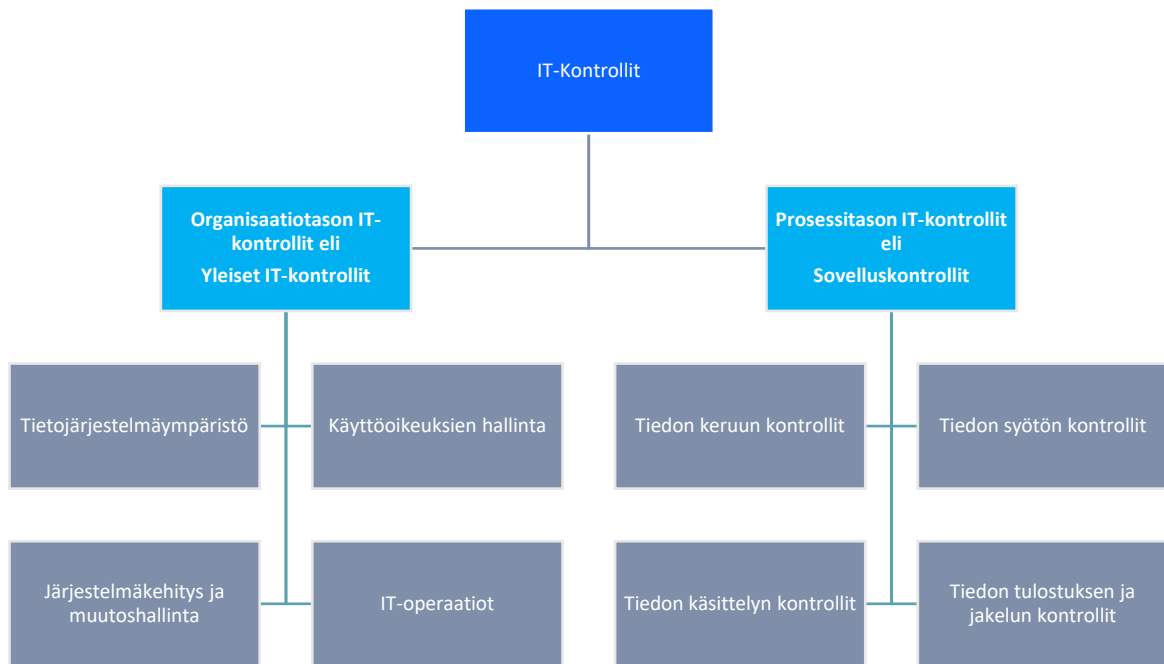 IT-Kontrollit
Organisaatiotason IT-
kontrollit eli
Yleiset IT-kontrollit
Prosessitason IT-kontrollit
eli
Sovelluskontrollit
Tietojärjestelmäympäristö
Käyttöoikeuksien hallinta
Tiedon keruun kontrollit
Tiedon syötön kontrollit
Järjestelmäkehitys ja
muutoshallinta
IT-operaatiot
Tiedon käsittelyn kontrollit
Tiedon tulostuksen ja
jakelun kontrollit